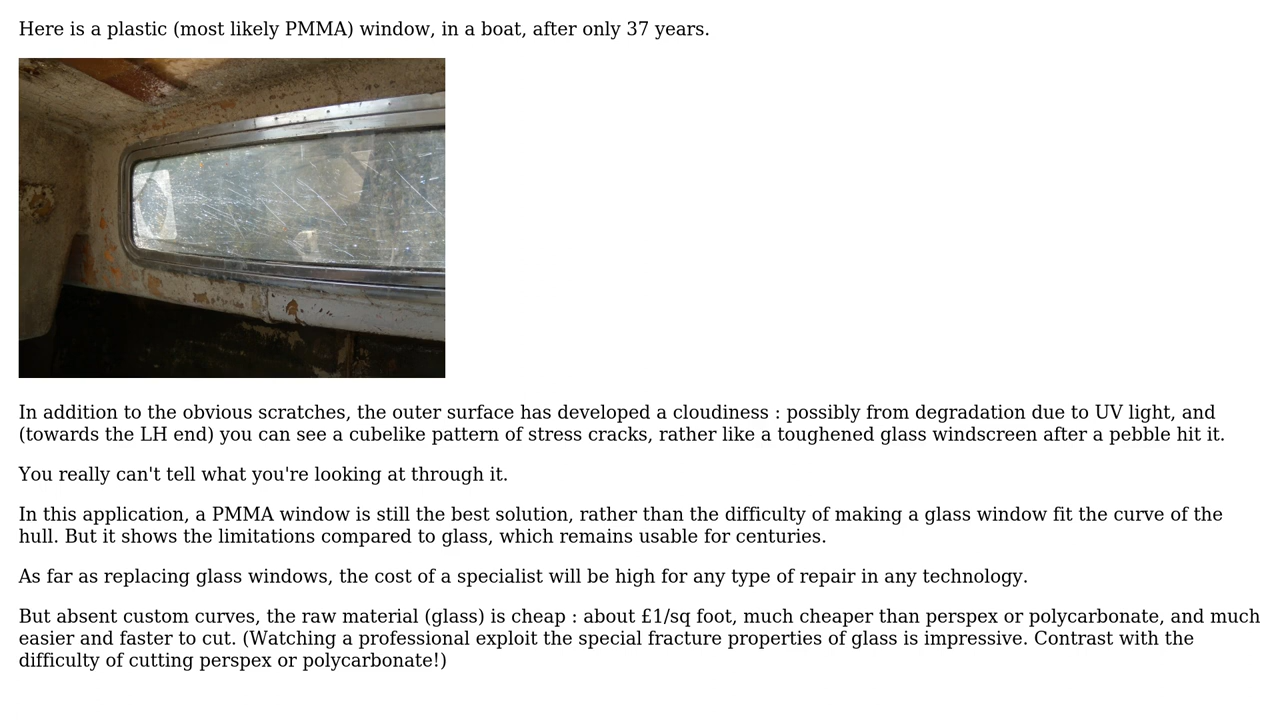 Here is a plastic (most likely PMMA) window, in a boat, after only 37 years.
In addition to the obvious scratches, the outer surface has developed a cloudiness : possibly from degradation due to UV light, and
(towards the LH end) you can see a cubelike pattern of stress cracks, rather like a toughened glass windscreen after a pebble hit it.
You really can't tell what you're looking at through it.
In this application, a PMMA window is still the best solution, rather than the difficulty of making a glass window fit the curve of the
hull. But it shows the limitations compared to glass, which remains usable for centuries.
As far as replacing glass windows, the cost of a specialist will be high for any type of repair in any technology.
But absent custom curves, the raw material (glass) is cheap : about £1/sq foot, much cheaper than perspex or polycarbonate, and much
easier and faster to cut. (Watching a professional exploit the special fracture properties of glass is impressive. Contrast with the
difficulty of cutting perspex or polycarbonate!)